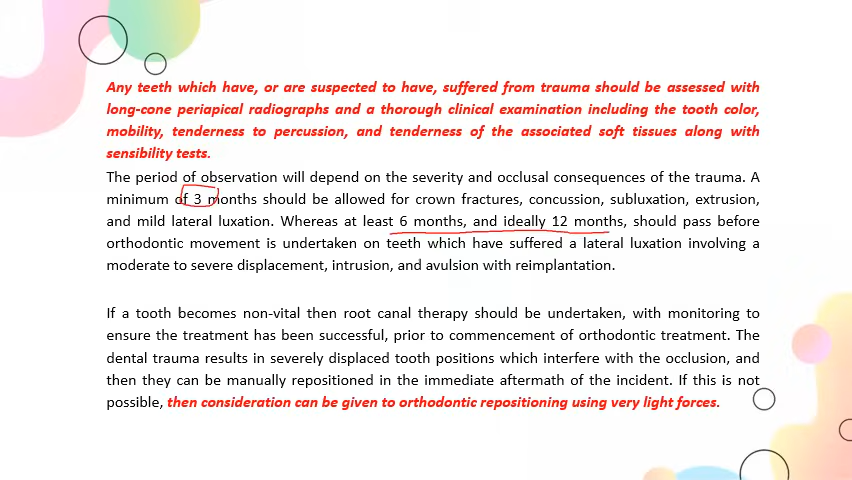 Any teeth which have, or are suspected to have, suffered from trauma should be assessed with
long-cone periapical radiographs and a thorough clinical examination including the tooth color,
mobility, tenderness to percussion, and tenderness of the associated soft tissues along with
sensibility tests.
The period of observation will depend on the severity and occlusal consequences of the trauma. A
minimum of 3 months should be allowed for crown fractures, concussion, subluxation, extrusion,
and mild lateral luxation. Whereas at least 6 months, and ideally 12 months, should pass before
orthodontic movement is undertaken on teeth which have suffered a lateral luxation involving a
moderate to severe displacement, intrusion, and avulsion with reimplantation.
If a tooth becomes non-vital then root canal therapy should be undertaken, with monitoring to
ensure the treatment has been successful, prior to commencement of orthodontic treatment. The
dental trauma results in severely displaced tooth positions which interfere with the occlusion, and
then they can be manually repositioned in the immediate aftermath of the incident. If this is not
possible, then consideration can be given to orthodontic repositioning using very light forces.